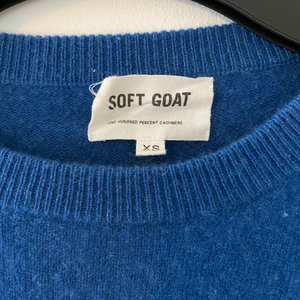 SOFT GOAT
ONE HUNDRED PERCENT CASHMERE
XS